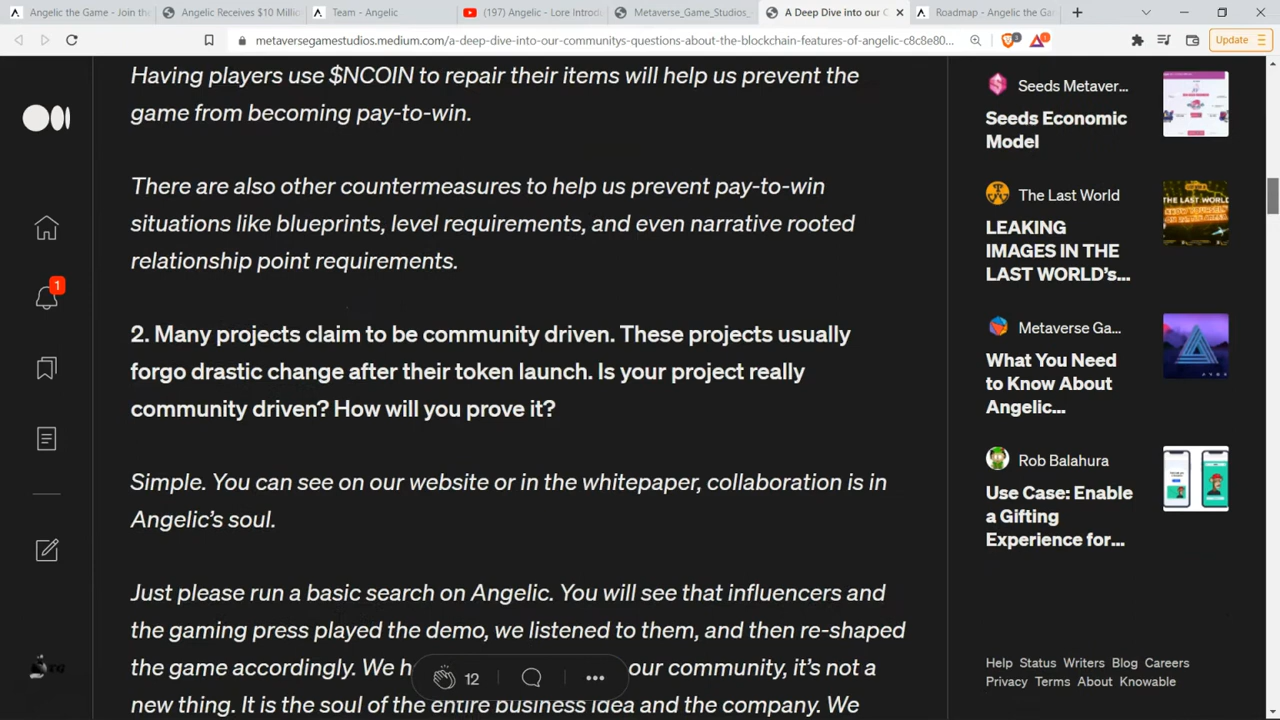 Angelic the Game - Join the
Angelic Receives $10 Millio
Team - Angelic
(197) Angelic - Lore Introdu
Metaverse_Game_Studios_
A Deep Dive into our C
Roadmap - Angelic the Ga
metaversegamestudios.medium.com/a-deep-dive-into-our-communitys-questions-about-the-blockchain-features-of-angelic-c8c8e80...
3
1
Update
Having players use $NCOIN to repair their items will help us prevent the
game from becoming pay-to-win.
There are also other countermeasures to help us prevent pay-to-win
situations like blueprints, level requirements, and even narrative rooted
relationship point requirements.
2. Many projects claim to be community driven. These projects usually
forgo drastic change after their token launch. Is your project really
community driven? How will you prove it?
Simple. You can see on our website or in the whitepaper, collaboration is in
Angelic's soul.
Just please run a basic search on Angelic. You will see that influencers and
the gaming press played the demo, we listened to them, and then re-shaped
the game accordingly. We h our community, it's not a
new thing. It is the soul of the entire business idea and the company. We
12
1
Seeds Metaver...
Seeds Economic
Model
The Last World
LEAKING
IMAGES IN THE
LAST WORLD's...
Metaverse Ga...
What You Need
to Know About
Angelic...
Rob Balahura
Use Case: Enable
a Gifting
Experience for...
Help Status Writers Blog Careers
Privacy Terms About Knowable